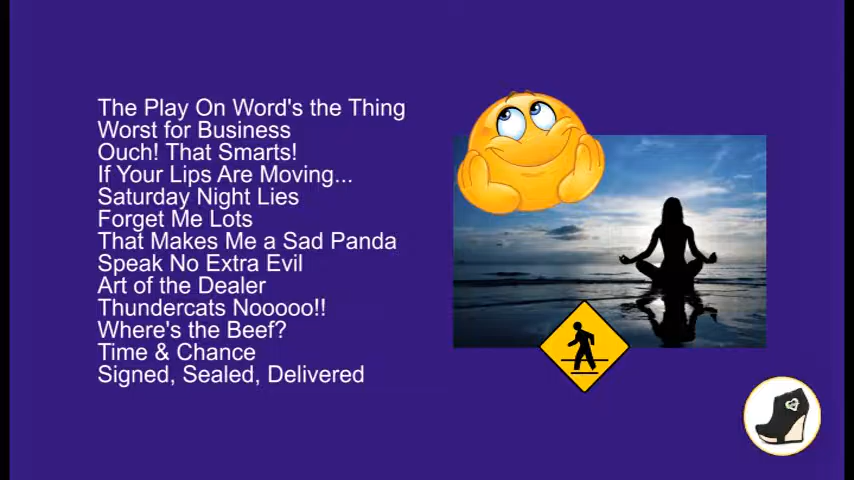 The Play On Word's the Thing
Worst for Business
Ouch! That Smarts!
If Your Lips Are Moving...
Saturday Night Lies
Forget Me Lots
That Makes Me a Sad Panda
Speak No Extra Evil
Art of the Dealer
Thundercats Nooooo!!
Where's the Beef?
Time & Chance
Signed, Sealed, Delivered